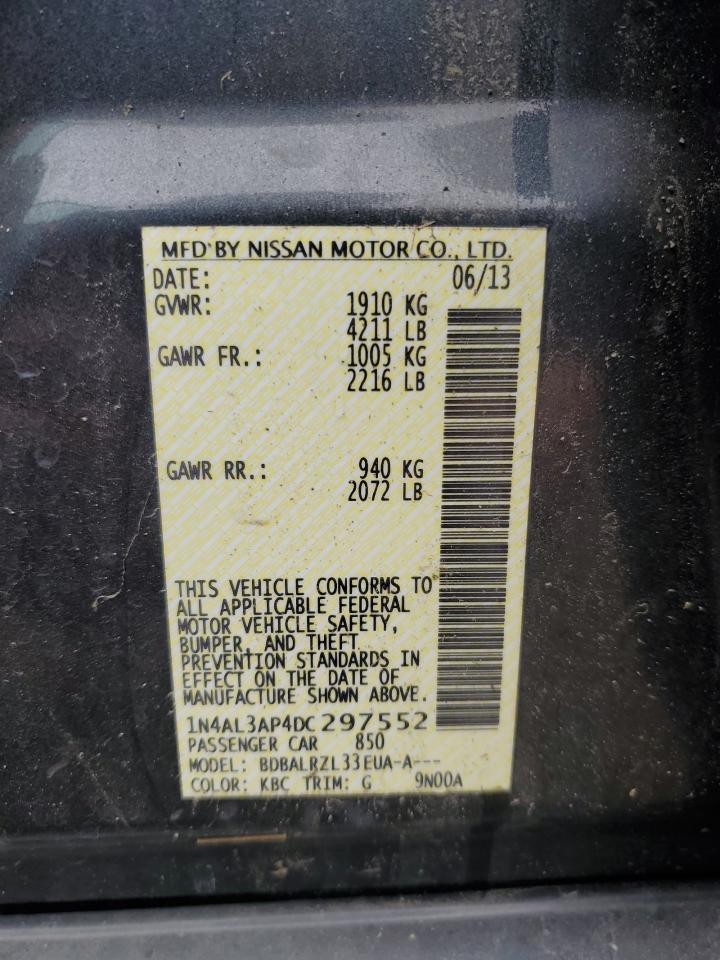 MFD BY NISSAN MOTOR CO., LTD.
DATE: 06/13
GVWR: 1910 KG
4211 LB
GAWR FR.: 1005 KG
2216 LB
GAWR RR.: 940 KG
2072 LB
THIS VEHICLE CONFORMS TO
ALL APPLICABLE FEDERAL
MOTOR VEHICLE SAFETY,
BUMPER, AND THEFT
PREVENTION STANDARDS IN
EFFECT ON THE DATE OF
MANUFACTURE SHOWN ABOVE.
1N4AL3AP4DC297552
PASSENGER CAR 850
MODEL: BDBALRZL33EUA-A---
COLOR: KBC TRIM: G 9N00A